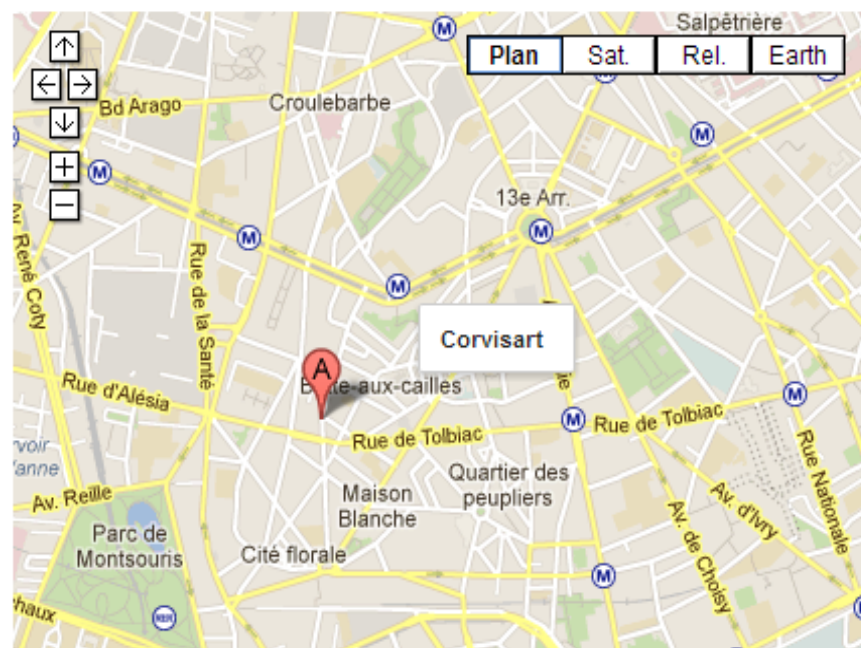 Salpêtrière
Plan
Sat.
Rel.
Earth
Bd Arago
Croulebarbe
M
M
M
M
13e Arr.
M
M
M
Av. René Coty
Rue de la Santé
Corvisart
A
-aux-cailles
Rue d'Alésia
Rue de Tolbiac
M
Rue de Tolbiac
M
Av. Reille
Quartier des
peupliers
Maison
Blanche
Parc de
Montsouris
Cité florale
Av. d'Ivry
Av. de Choisy
Rue Nationale
M
RER